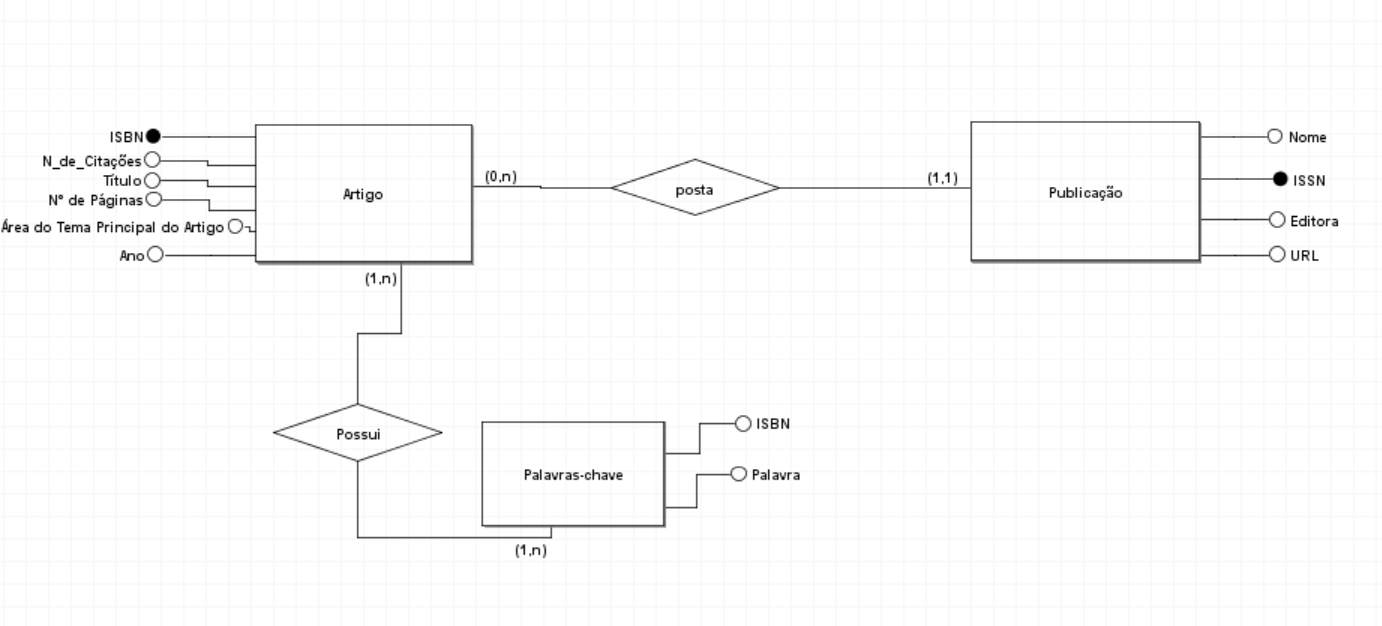 ISBN
N_de_Citações
Título
N° de Páginas
Área do Tema Principal do Artigo
Ano
Artigo
(0,n)
posta
(1,1)
Publicação
Nome
ISSN
Editora
URL
(1,n)
Possui
Palavras-chave
ISBN
Palavra
(1,n)